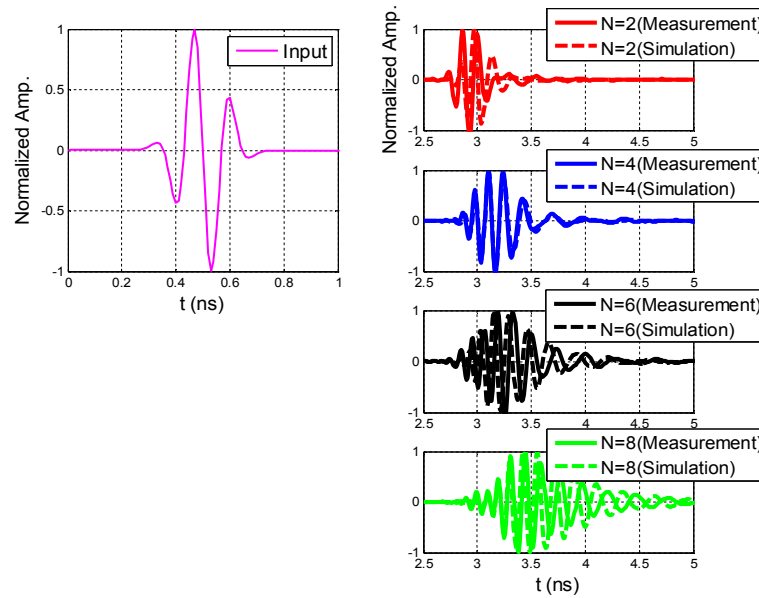 Input
Normalized Amp.
1
0.5
0
-0.5
-1
0 0.2 0.4 0.6 0.8 1
t (ns)
Normalized Amp.
N=2(Measurement)
N=2(Simulation)
1
0
-1
2.5 3 3.5 4 4.5 5
N=4(Measurement)
N=4(Simulation)
1
0
-1
2.5 3 3.5 4 4.5 5
N=6(Measurement)
N=6(Simulation)
1
0
-1
2.5 3 3.5 4 4.5 5
N=8(Measurement)
N=8(Simulation)
1
0
-1
2.5 3 3.5 4 4.5 5
t (ns)